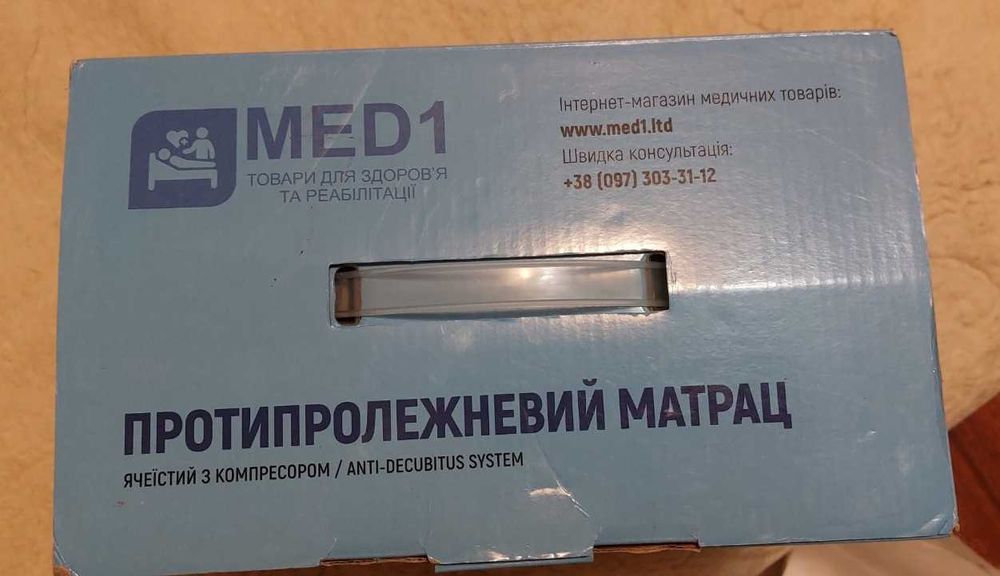 MED1
ТОВАРИ ДЛЯ ЗДОРОВ'Я
ТА РЕАБІЛІТАЦІЇ
Інтернет-магазин медичних товарів:
www.med1.ltd
Швидка консультація:
+38 (097) 303-31-12
ПРОТИПРОЛЕЖНЕВИЙ МАТРАЦ
ЯЧЕЇСТИЙ З КОМПРЕСОРОМ / ANTI-DECUBITUS SYSTEM